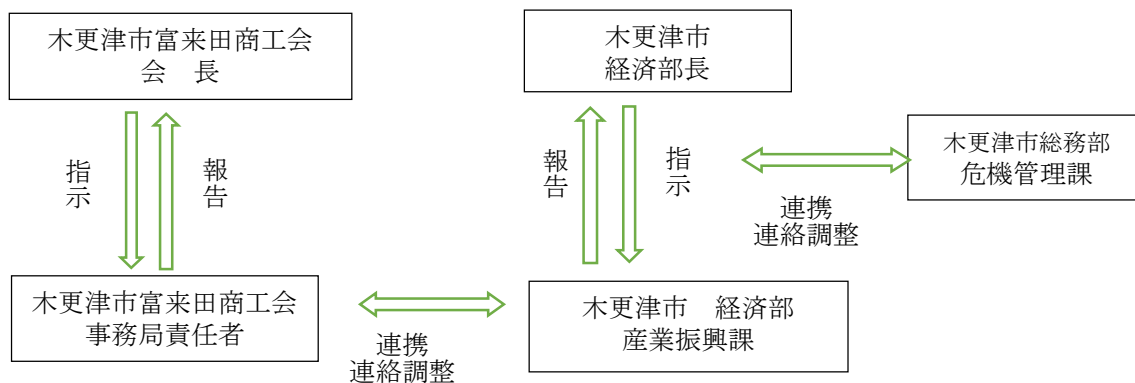 木更津市富来田商工会
会　長
木更津市
経済部長
指示
報告
報告
指示
木更津市総務部
危機管理課
連携
連絡調整
木更津市富来田商工会
事務局責任者
木更津市　経済部
産業振興課
連携
連絡調整